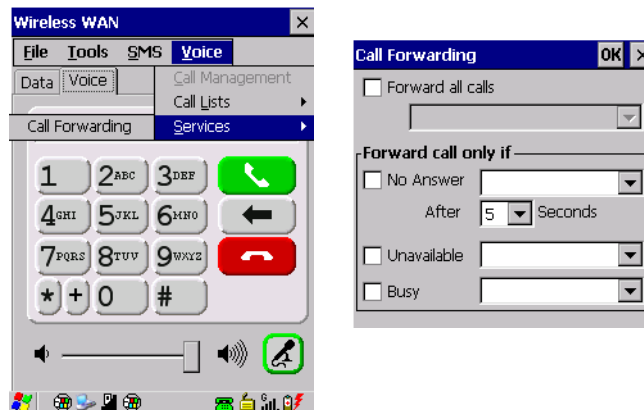 Wireless WAN
File Tools SMS Voice
Data Voice
Call Management
Call Lists
Call Forwarding Services
1 2ABC 3DEF
4GHI 5JKL 6MNO
7PQRS 8TUV 9WXYZ
* + 0 #
Call Forwarding OK
Forward all calls
Forward call only if
No Answer
After 5 Seconds
Unavailable
Busy